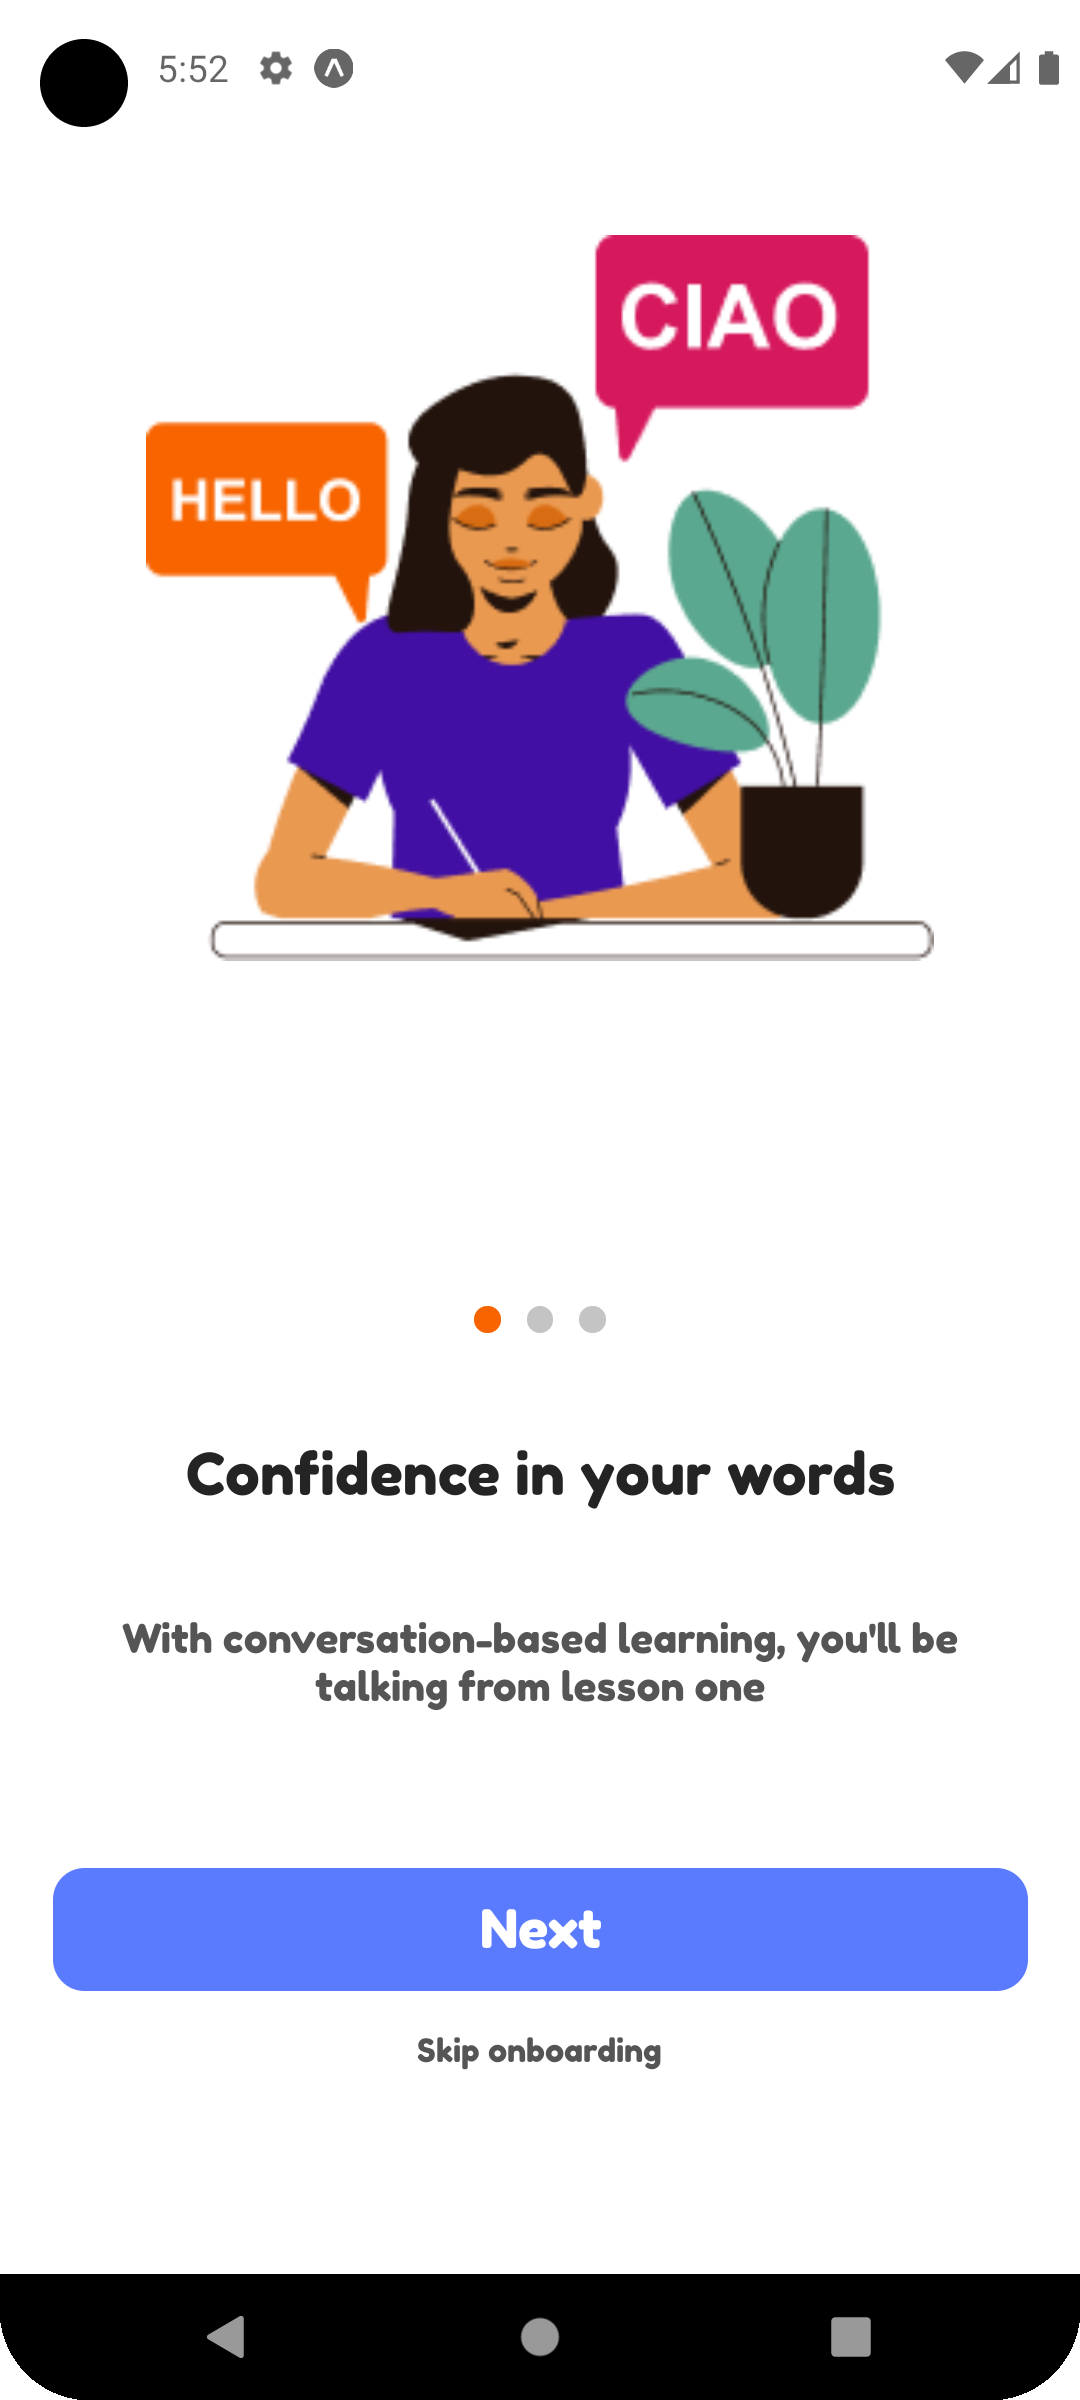 5:52
CIAO
HELLO
Confidence in your words
With conversation-based learning, you'll be
talking from lesson one
Next
Skip onboarding